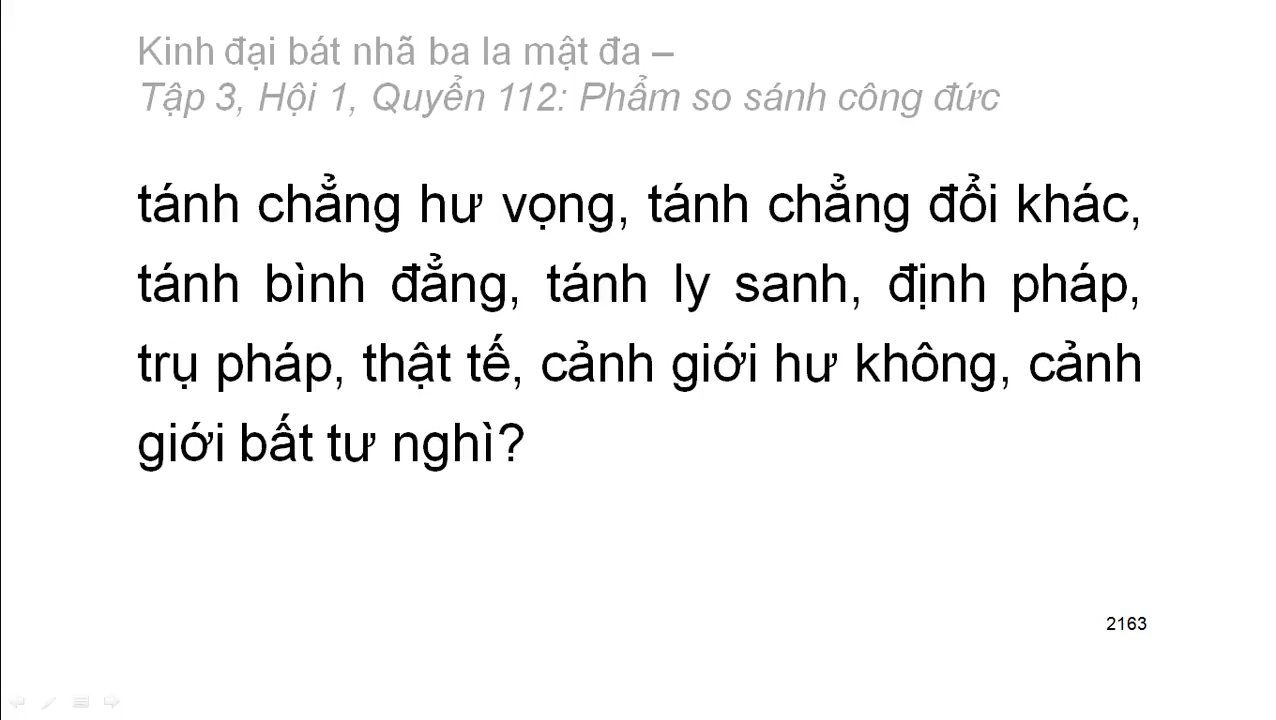 Kinh đại bát nhã ba la mật đa –
Tập 3, Hội 1, Quyển 112: Phẩm so sánh công đức
tánh chẳng hư vọng, tánh chẳng đổi khác,
tánh bình đẳng, tánh ly sanh, định pháp,
trụ pháp, thật tế, cảnh giới hư không, cảnh
giới bất tư nghì?
2163